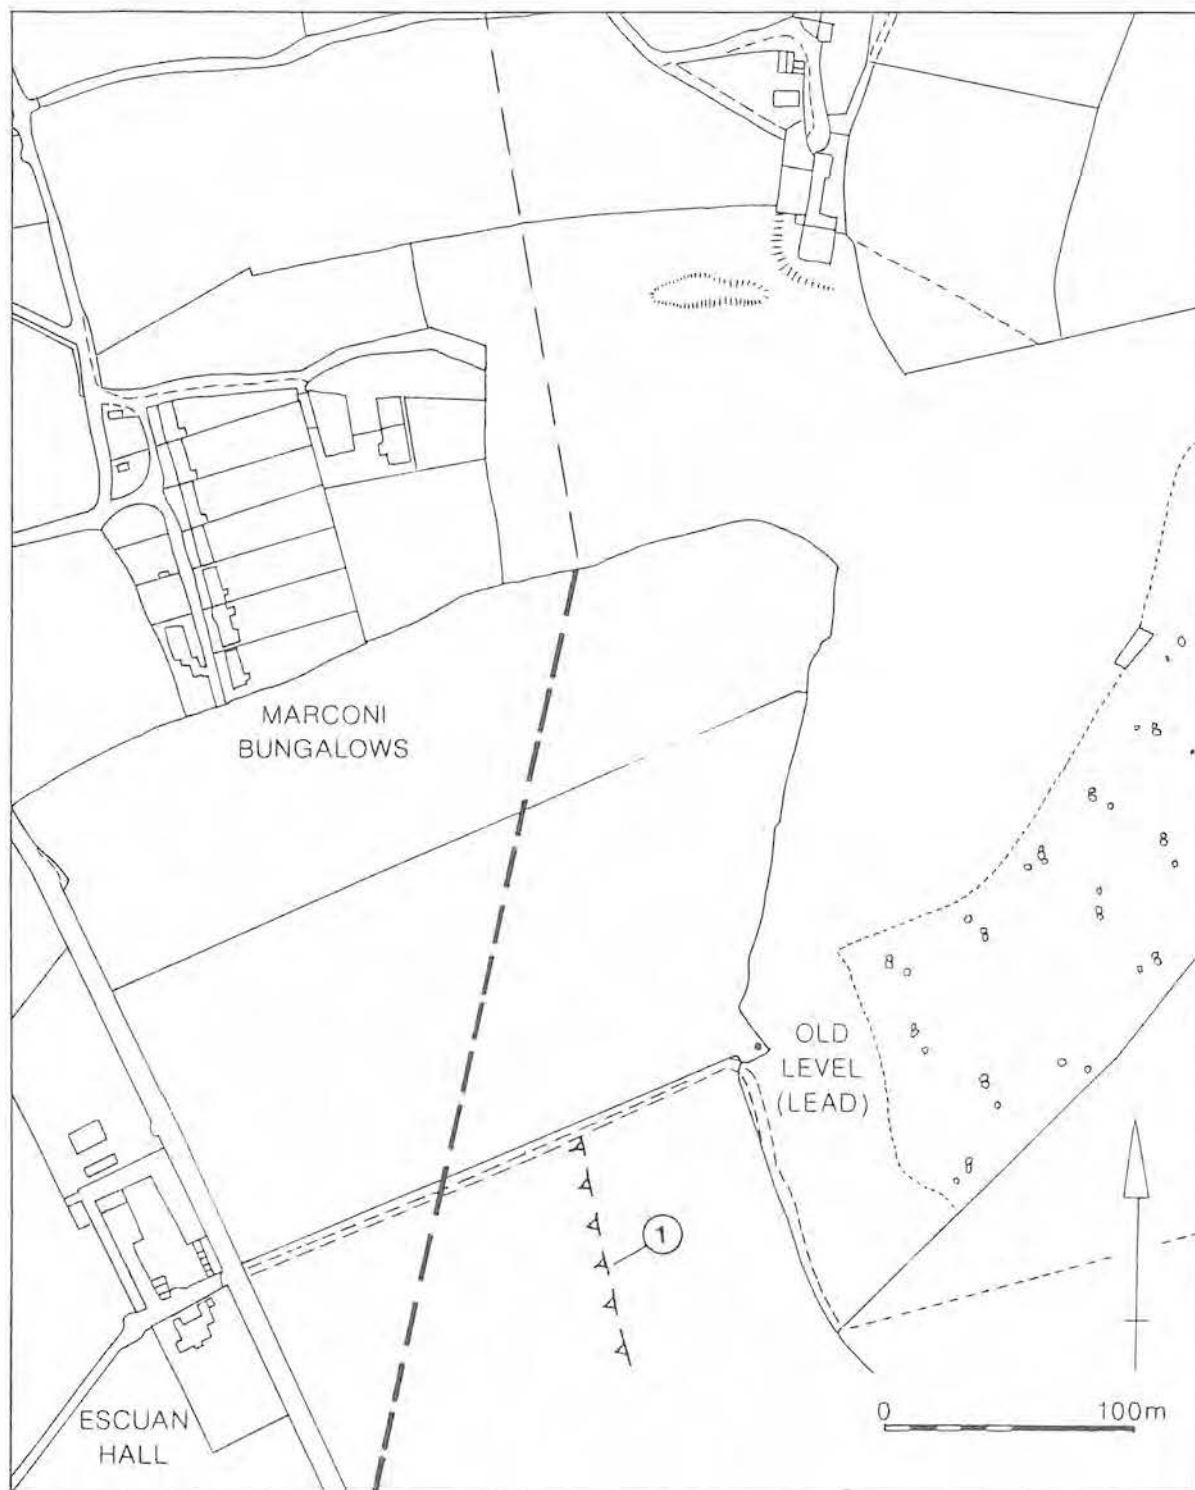 MARCONI
BUNGALOWS
OLD
LEVEL
(LEAD)
1
ESCUAN
HALL
0 100m